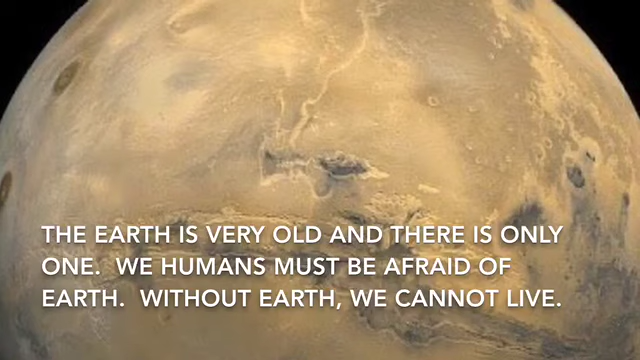 THE EARTH IS VERY OLD AND THERE IS ONLY
ONE.  WE HUMANS MUST BE AFRAID OF
EARTH.  WITHOUT EARTH, WE CANNOT LIVE.